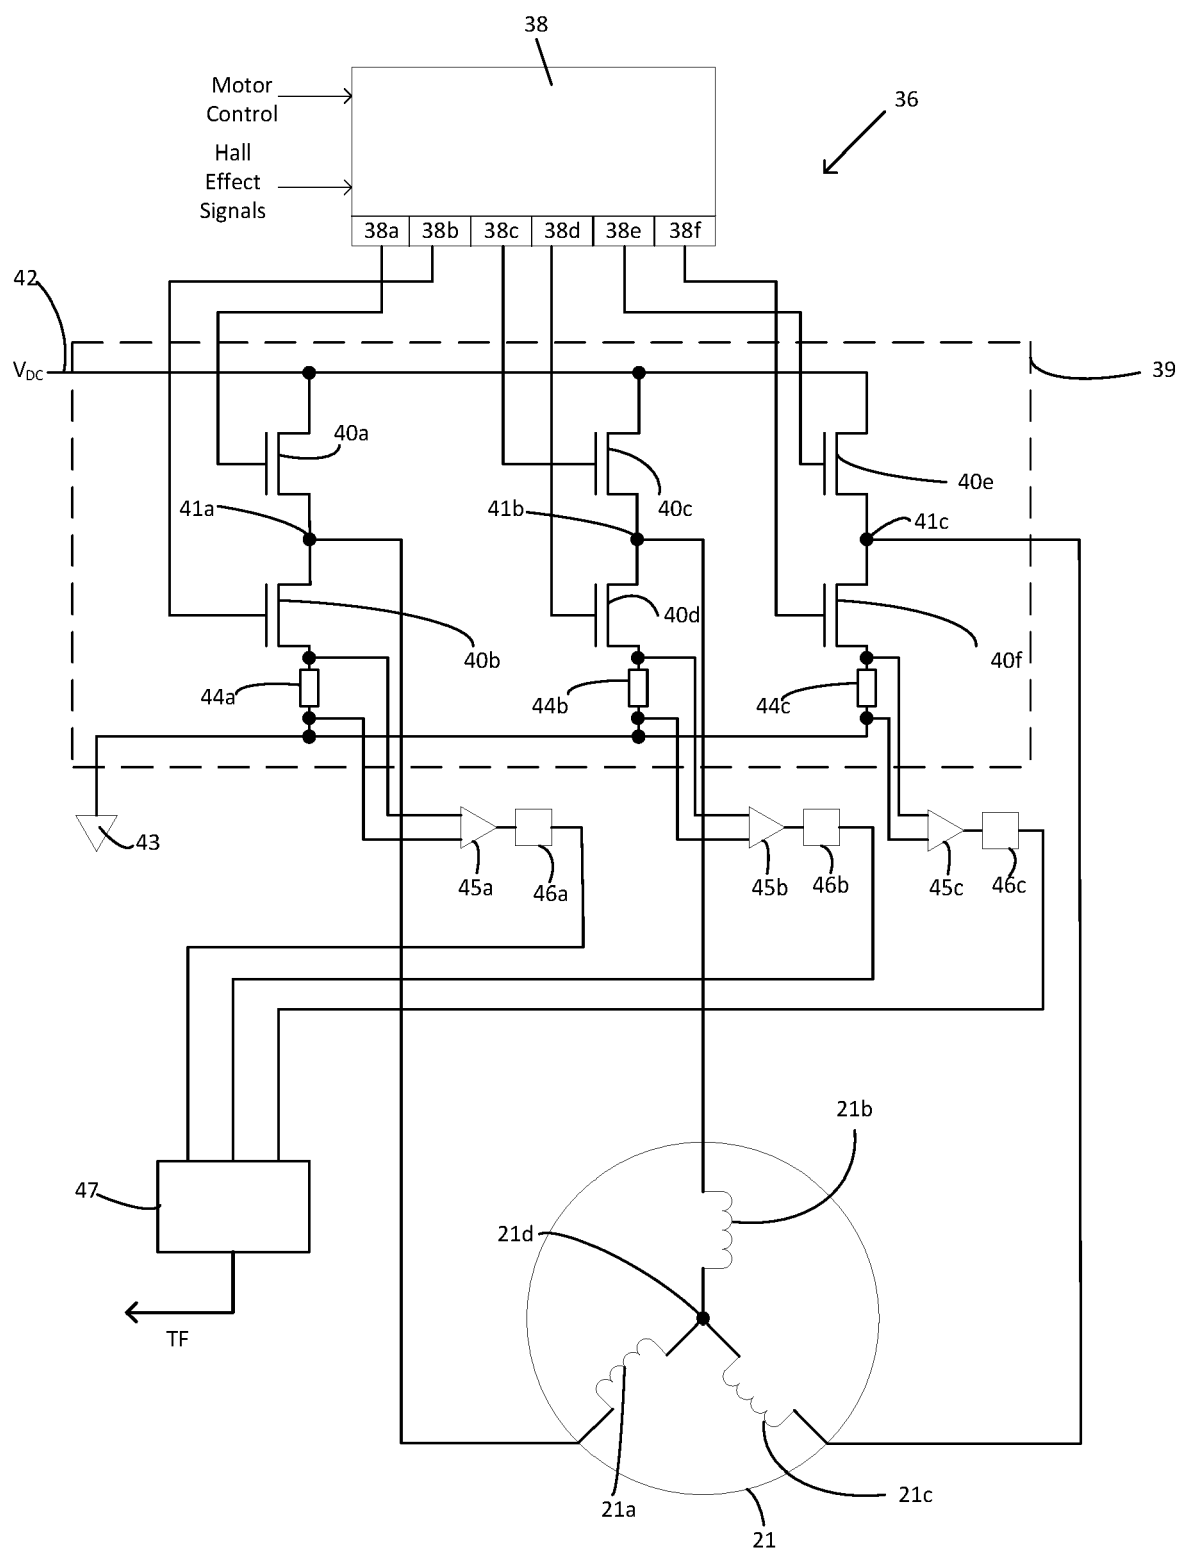 38
Motor
Control
36
Hall
Effect
Signals
38a 38b 38c 38d 38e 38f
42
VDC
39
40a
40c
40e
41a
41b
41c
40b
40d
40f
44a
44b
44c
43
45a
46a
45b
46b
45c
46c
21b
47
21d
TF
21a
21c
21